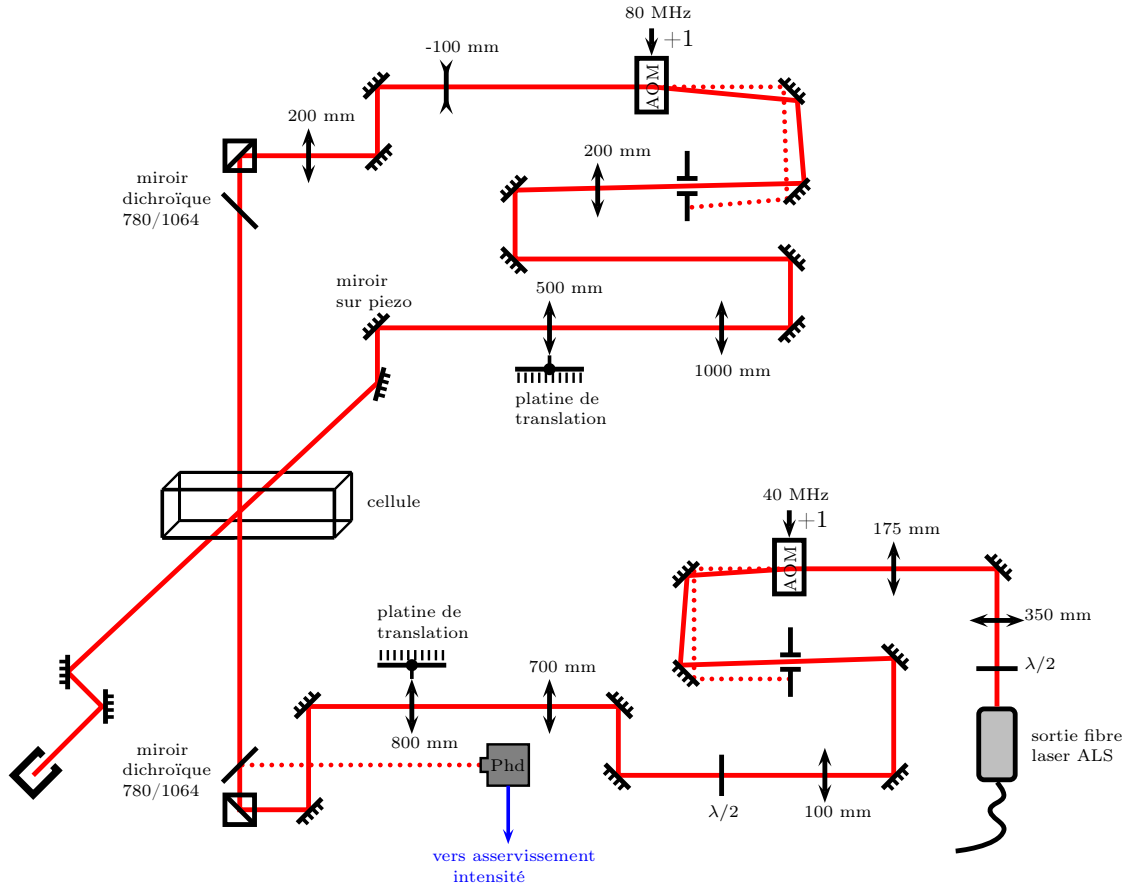 80 MHz
+1
-100 mm
AOM
200 mm
200 mm
miroir
dichroïque
780/1064
miroir
sur piezo
500 mm
1000 mm
platine de
translation
cellule
40 MHz
+1
AOM
175 mm
350 mm
λ/2
platine de
translation
700 mm
800 mm
sortie fibre
laser ALS
miroir
dichroïque
780/1064
Phd
λ/2
100 mm
vers asservissement
intensité